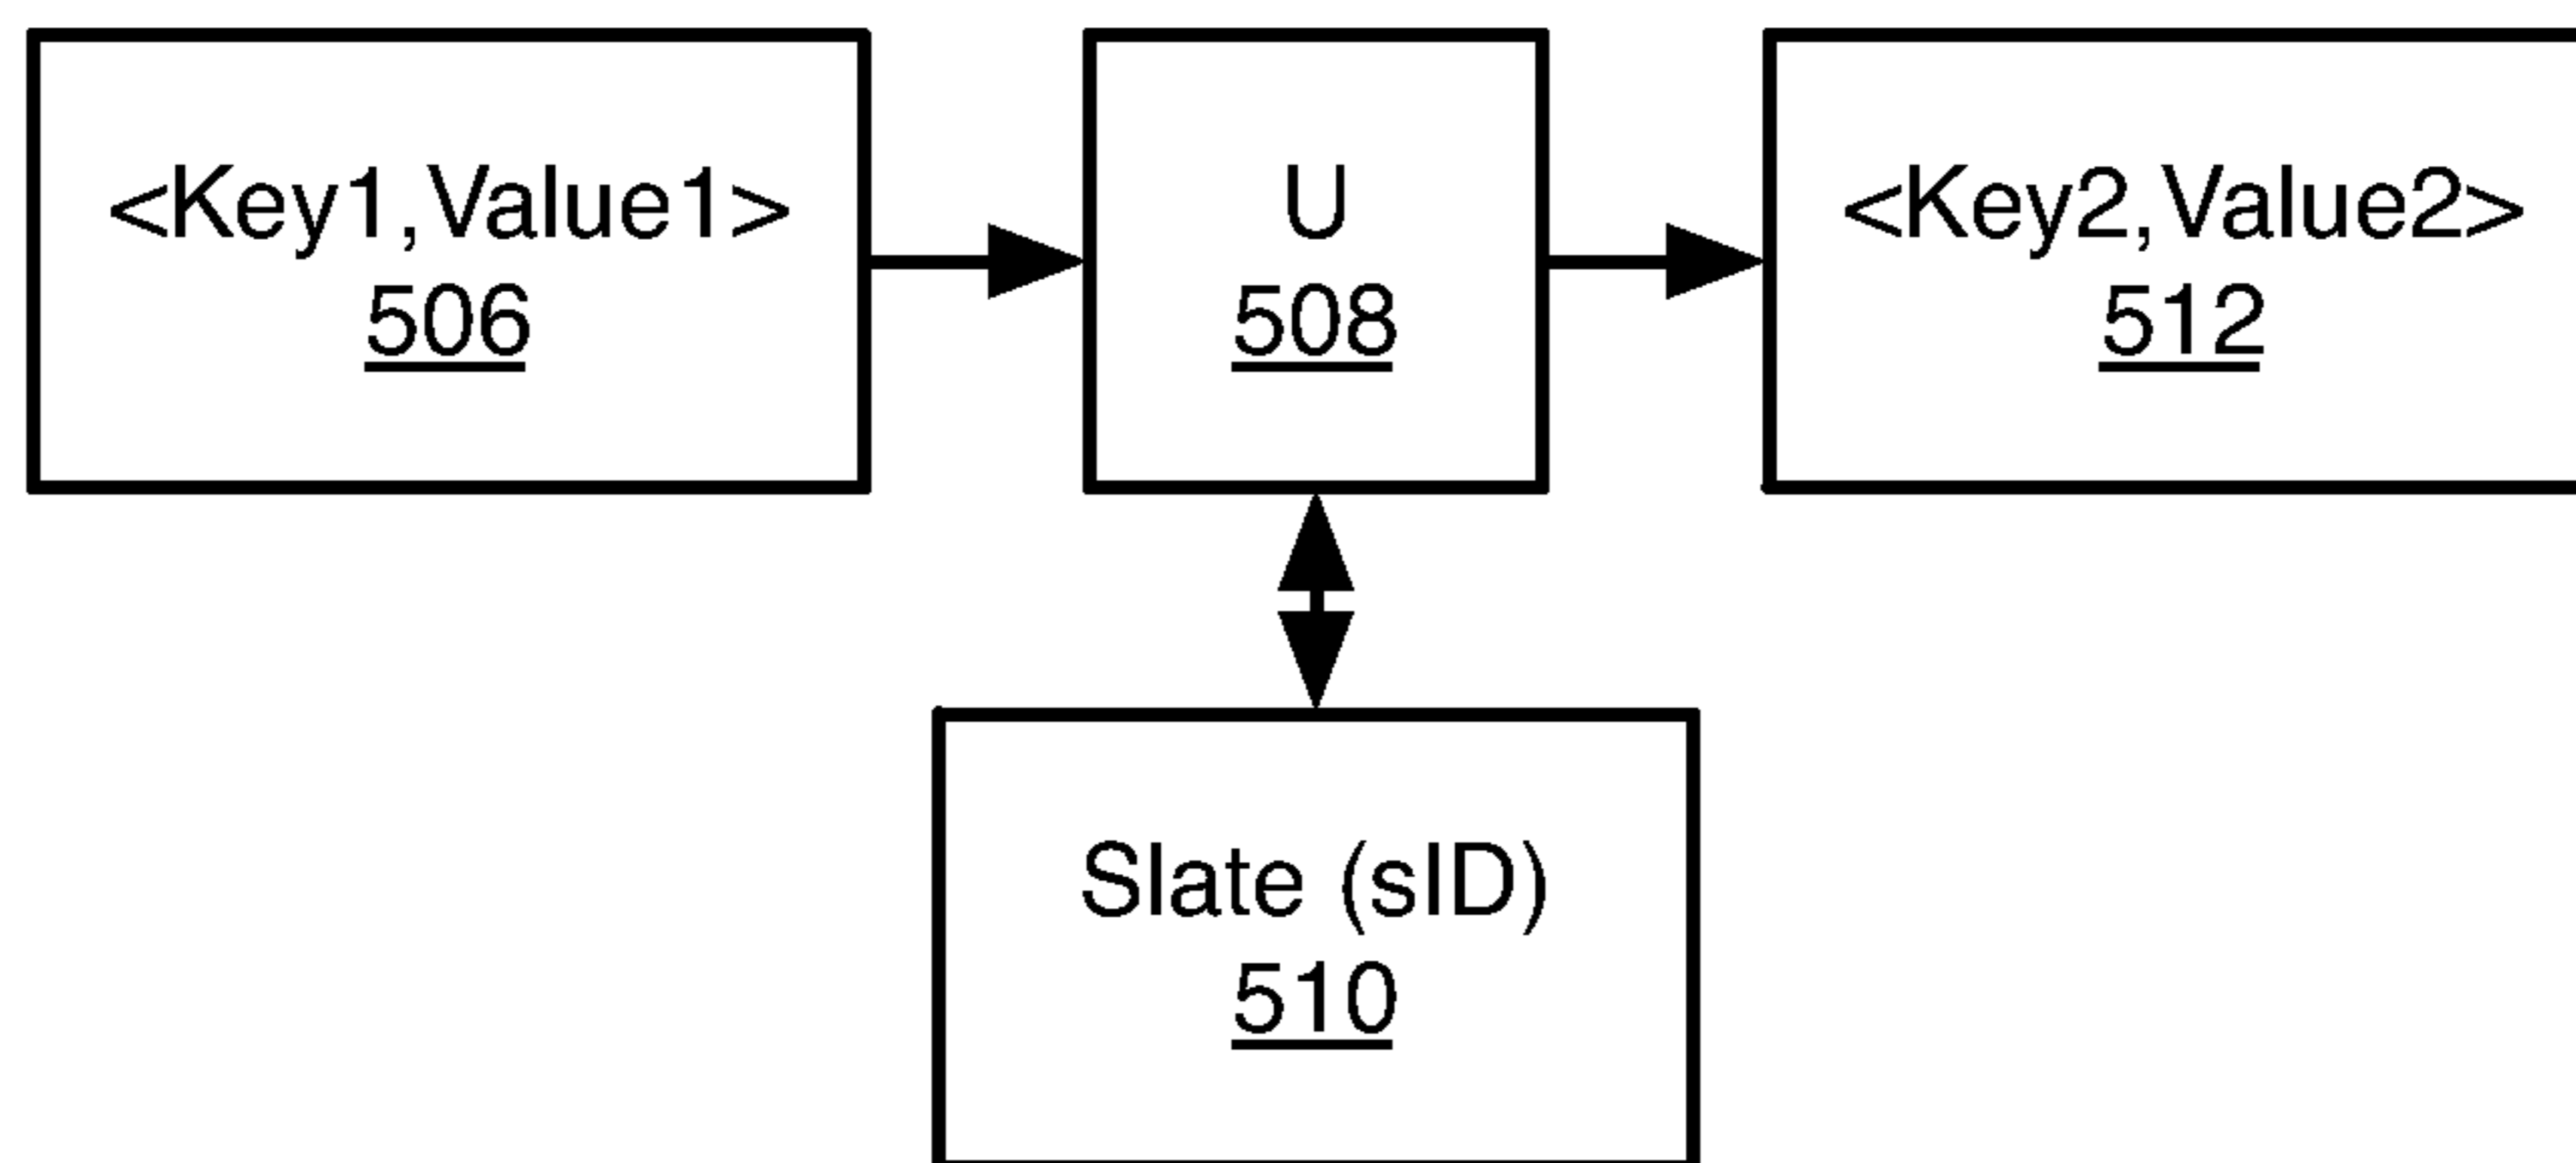 <Key1,Value1>
506
U
508
<Key2,Value2>
512
Slate (sID)
510